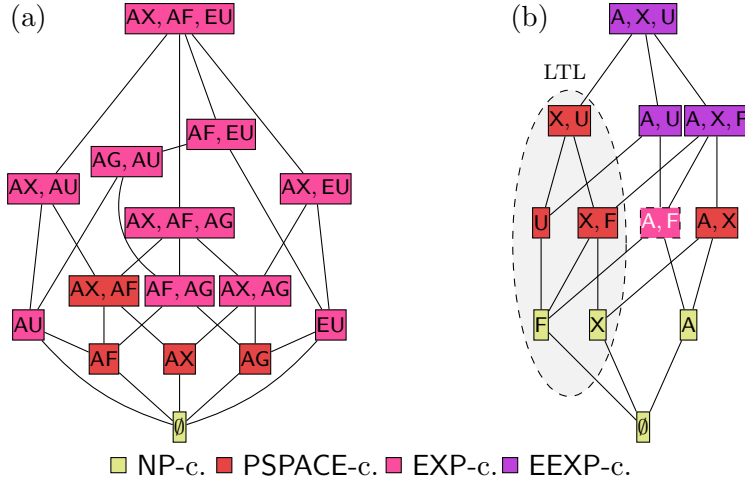 (a)
AX, AF, EU
(b)
A, X, U
LTL
AF, EU
X, U
A, U
A, X, F
AG, AU
AX, AU
AX, EU
AX, AF, AG
U
X, F
A, F
A, X
AX, AF
AF, AG
AX, AG
AU
EU
F
X
A
AF
AX
AG
∅
∅
NP-c. PSPACE-c. EXP-c. EEXP-c.